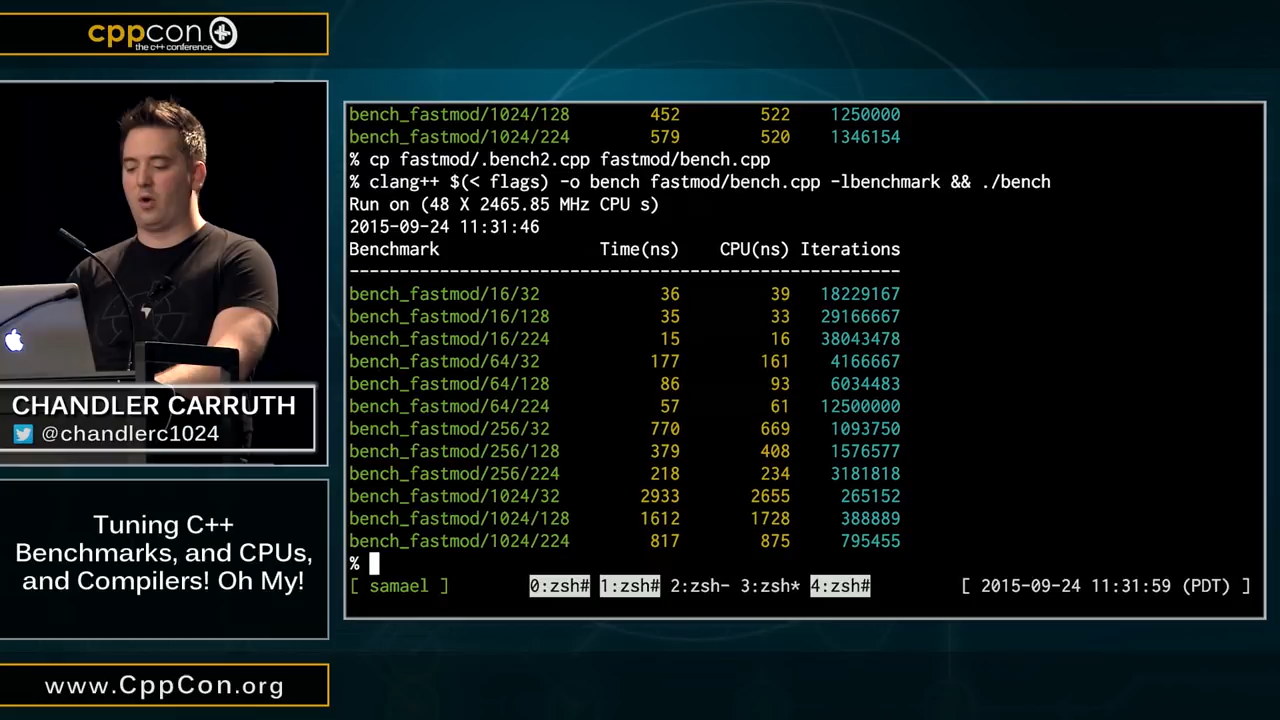 cppcon
the c++ conference
CHANDLER CARRUTH
@chandlerc1024
Tuning C++
Benchmarks, and CPUs,
and Compilers! Oh My!
www.CppCon.org
bench_fastmod/1024/128 452 522 1250000
bench_fastmod/1024/224 579 520 1346154
% cp fastmod/.bench2.cpp fastmod/bench.cpp
% clang++ $(< flags) -o bench fastmod/bench.cpp -lbenchmark && ./bench
Run on (48 X 2465.85 MHz CPU s)
2015-09-24 11:31:46
Benchmark Time(ns) CPU(ns) Iterations
-------------------------------------------------------
bench_fastmod/16/32 36 39 18229167
bench_fastmod/16/128 35 33 29166667
bench_fastmod/16/224 15 16 38043478
bench_fastmod/64/32 177 161 4166667
bench_fastmod/64/128 86 93 6034483
bench_fastmod/64/224 57 61 12500000
bench_fastmod/256/32 770 669 1093750
bench_fastmod/256/128 379 408 1576577
bench_fastmod/256/224 218 234 3181818
bench_fastmod/1024/32 2933 2655 265152
bench_fastmod/1024/128 1612 1728 388889
bench_fastmod/1024/224 817 875 795455
%
[ samael ] 0:zsh# 1:zsh# 2:zsh- 3:zsh* 4:zsh# [ 2015-09-24 11:31:59 (PDT) ]